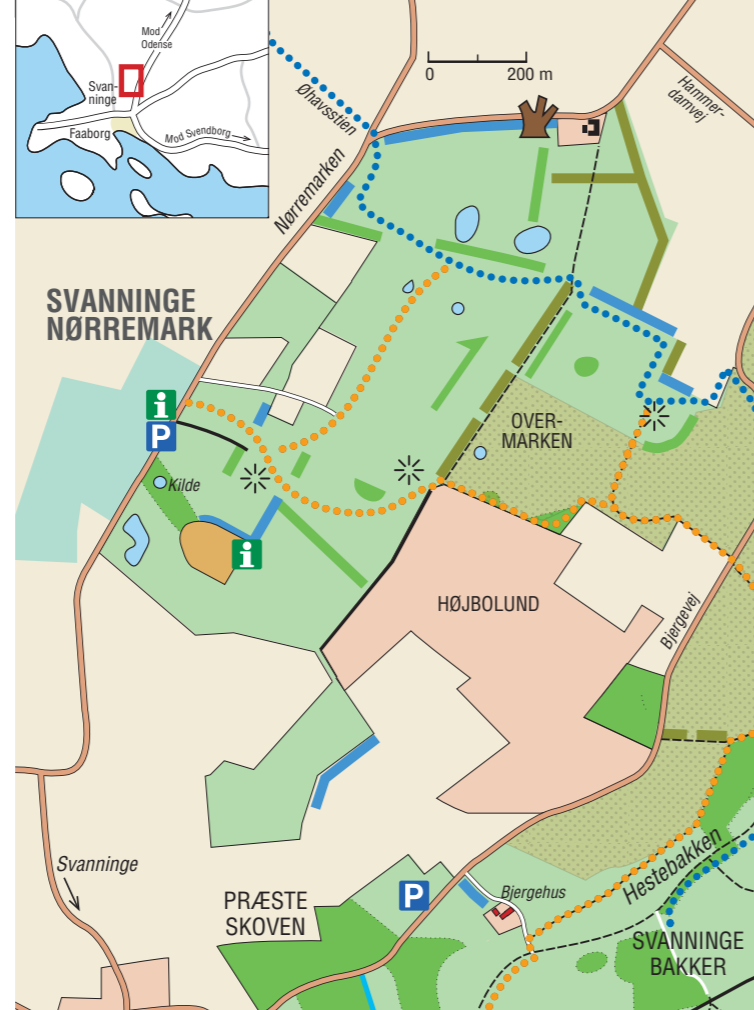 Mod
Odense
Svan-
ninge
Faaborg
Mod Svendborg
0 200 m
Øhavsstien
Hammer-
damvej
Nørremarken
SVANNINGE
NØRREMARK
i
P
Kilde
OVER-
MARKEN
i
HØJBOLUND
Bjergevej
Svanninge
PRÆSTE
SKOVEN
P
Bjergehus
Hestebakken
SVANNINGE
BAKKER